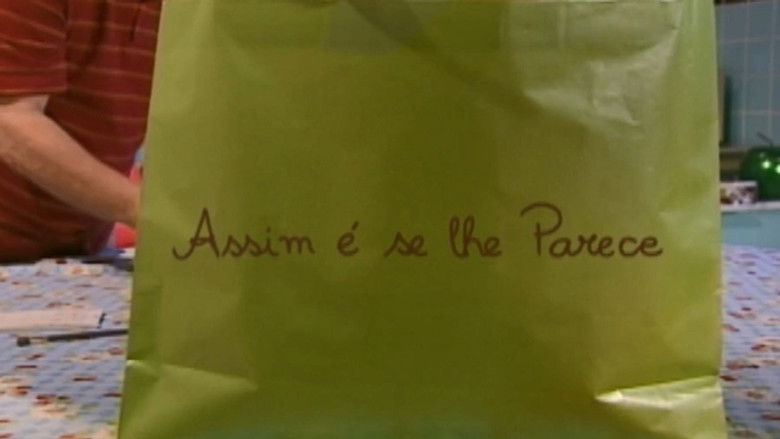 Assim é se lhe Parece